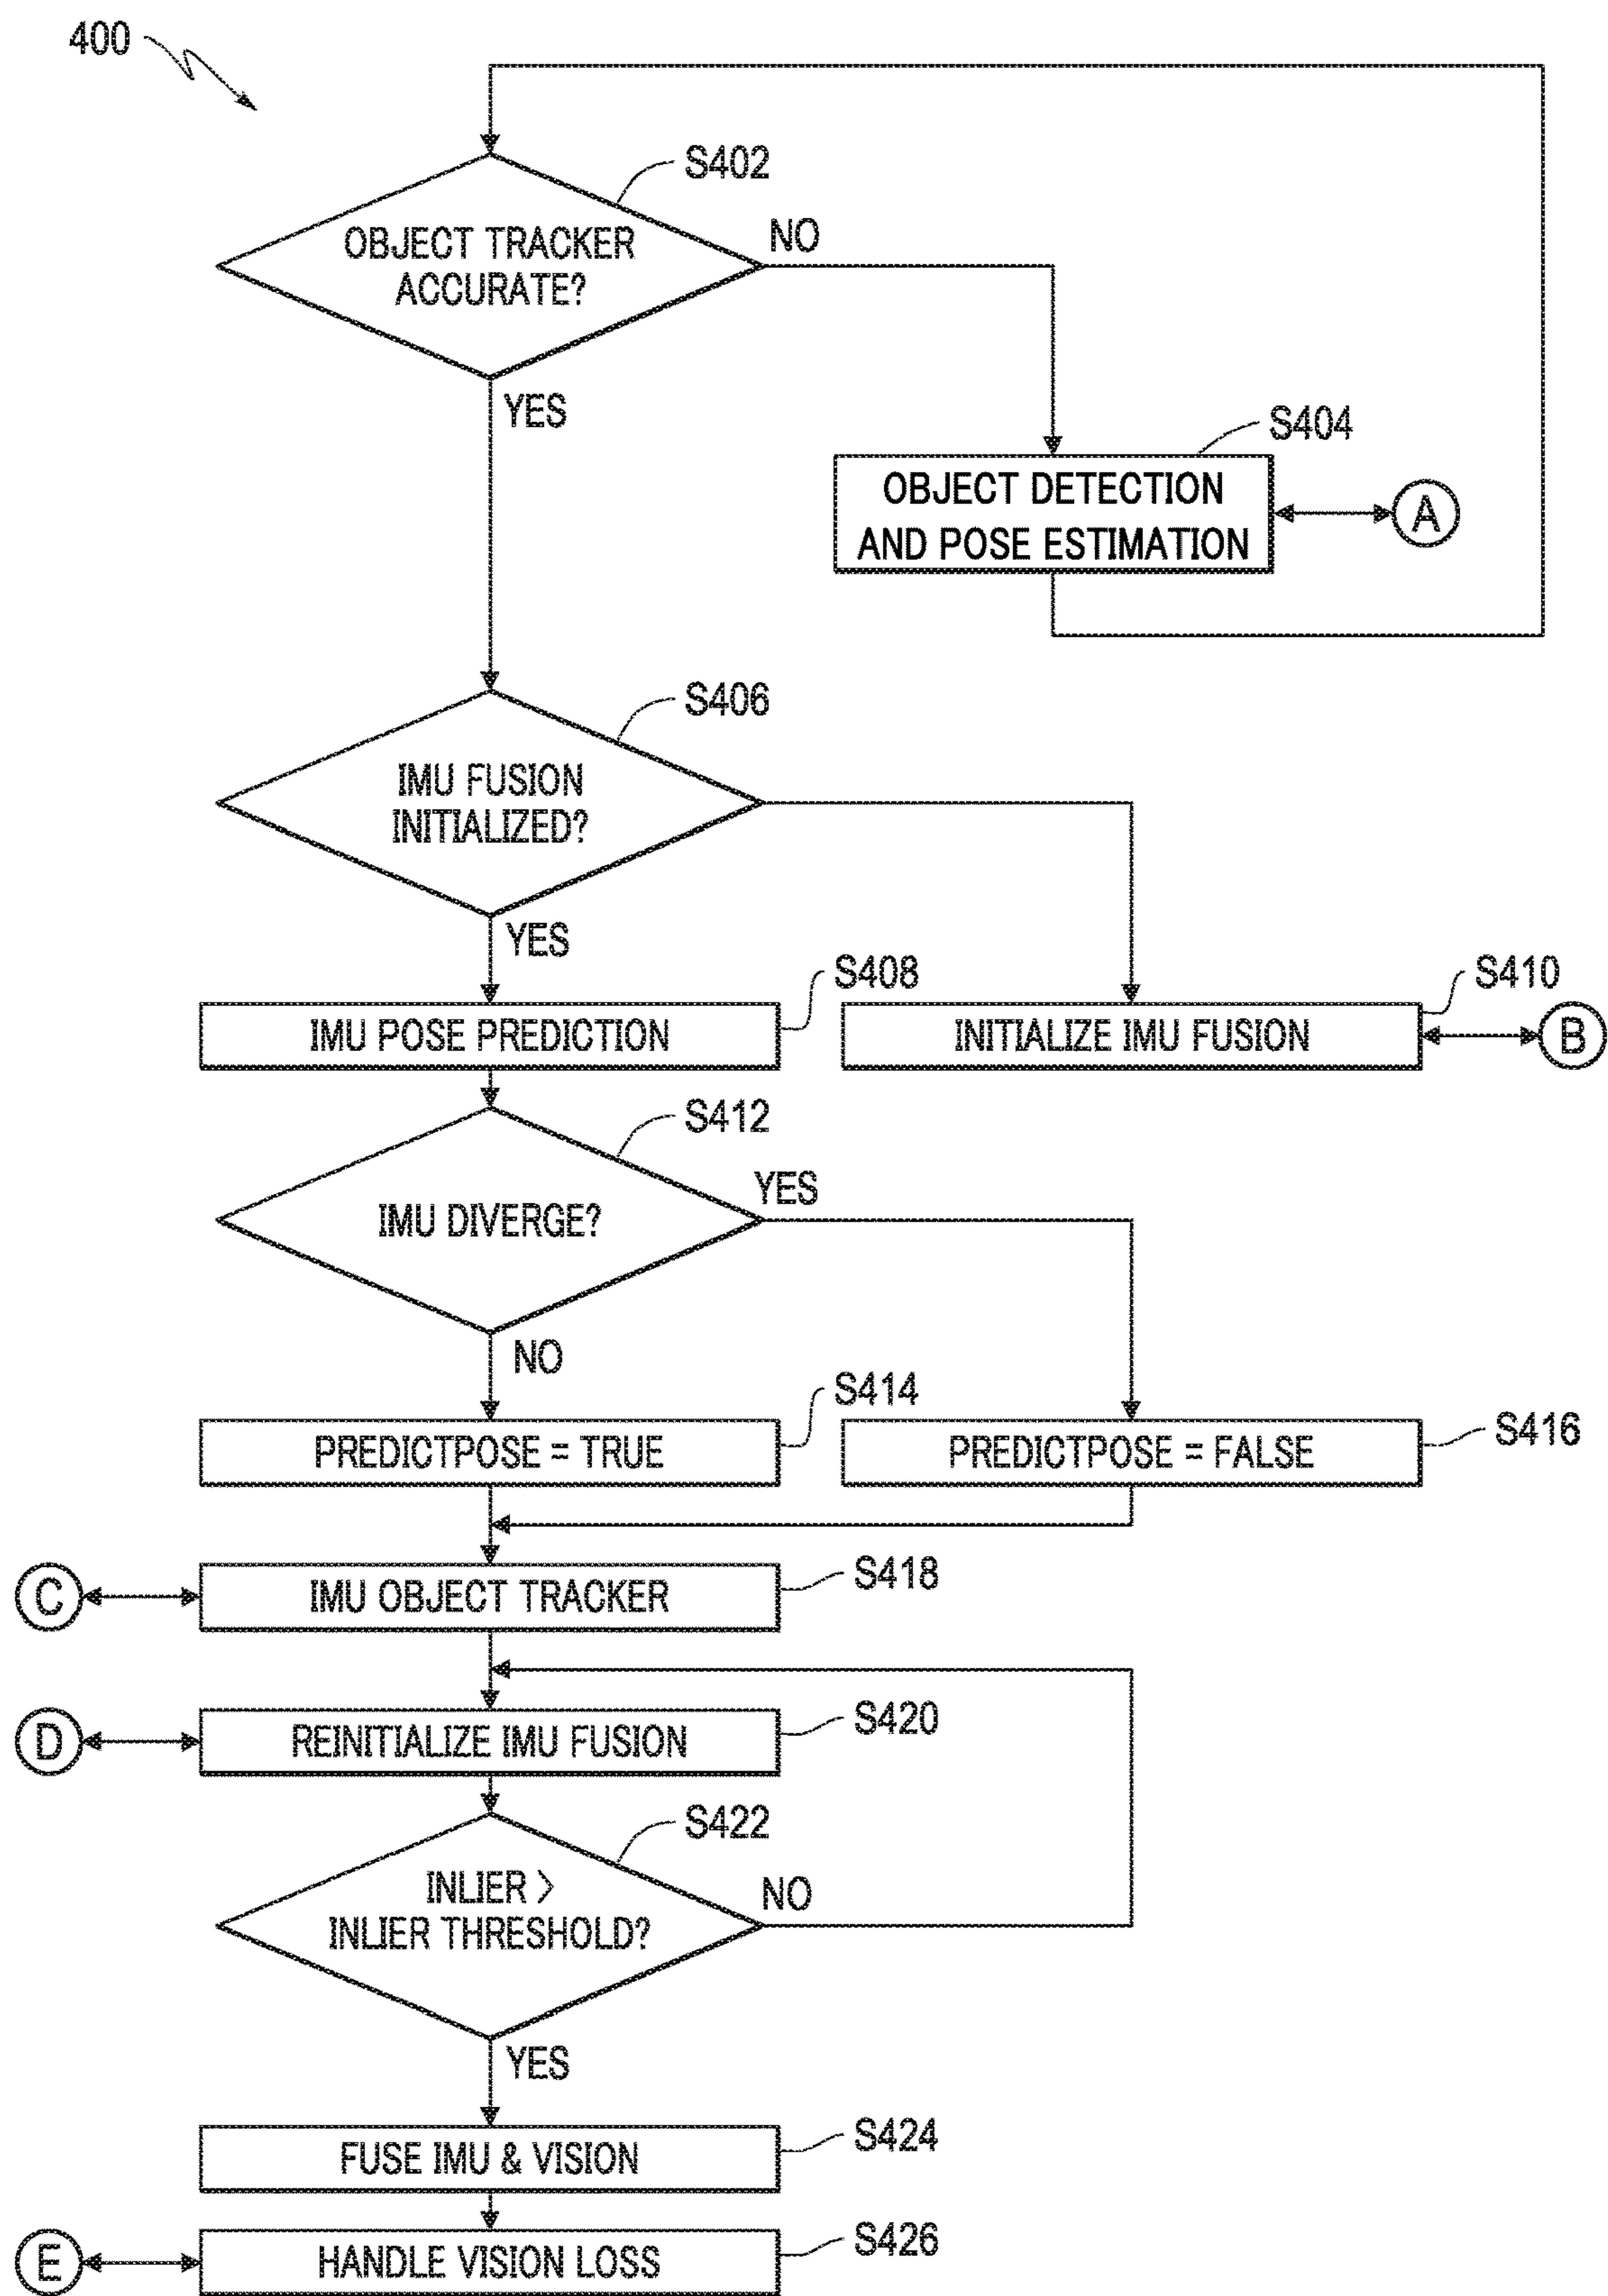 400
S402
OBJECT TRACKER
ACCURATE?
NO
YES
S404
OBJECT DETECTION
AND POSE ESTIMATION
A
S406
IMU FUSION
INITIALIZED?
YES
S408
IMU POSE PREDICTION
S410
INITIALIZE IMU FUSION
B
S412
IMU DIVERGE?
YES
NO
S414
PREDICTPOSE = TRUE
S416
PREDICTPOSE = FALSE
C
IMU OBJECT TRACKER
S418
D
REINITIALIZE IMU FUSION
S420
S422
INLIER >
INLIER THRESHOLD?
NO
YES
FUSE IMU & VISION
S424
E
HANDLE VISION LOSS
S426